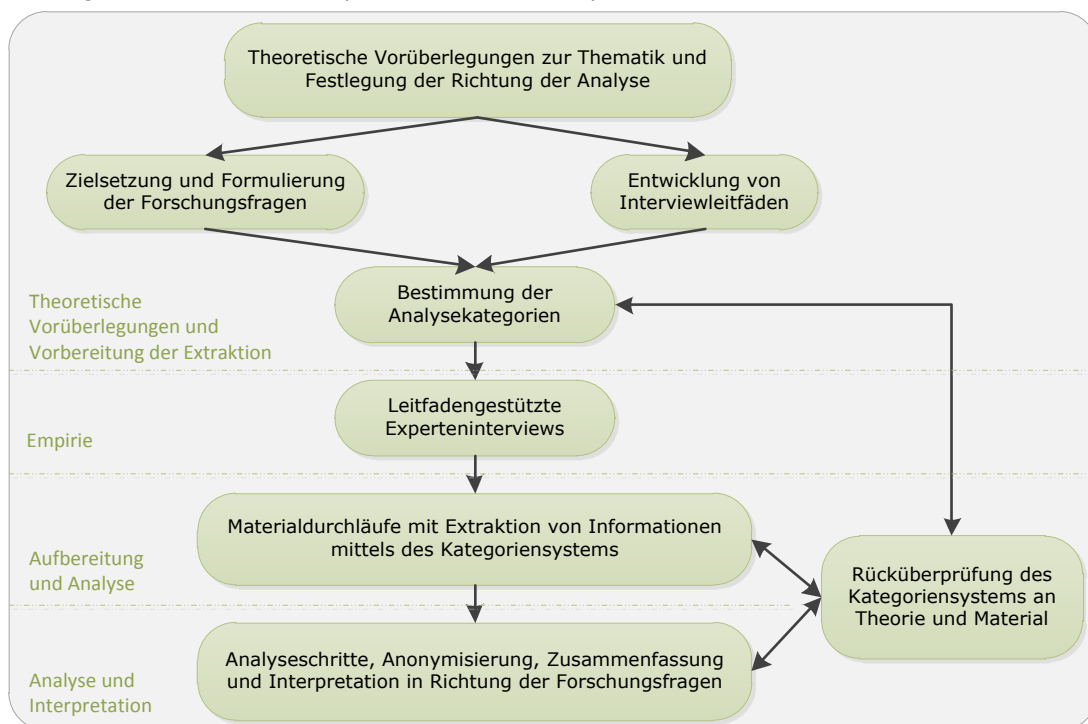 Theoretische Vorüberlegungen zur Thematik und
Festlegung der Richtung der Analyse
Zielsetzung und Formulierung
der Forschungsfragen
Entwicklung von
Interviewleitfäden
Bestimmung der
Analysekategorien
Theoretische
Vorüberlegungen und
Vorbereitung der Extraktion
Leitfadengestützte
Experteninterviews
Empirie
Materialdurchläufe mit Extraktion von Informationen
mittels des Kategoriensystems
Aufbereitung
und Analyse
Rücküberprüfung des
Kategoriensystems an
Theorie und Material
Analyseschritte, Anonymisierung, Zusammenfassung
und Interpretation in Richtung der Forschungsfragen
Analyse und
Interpretation